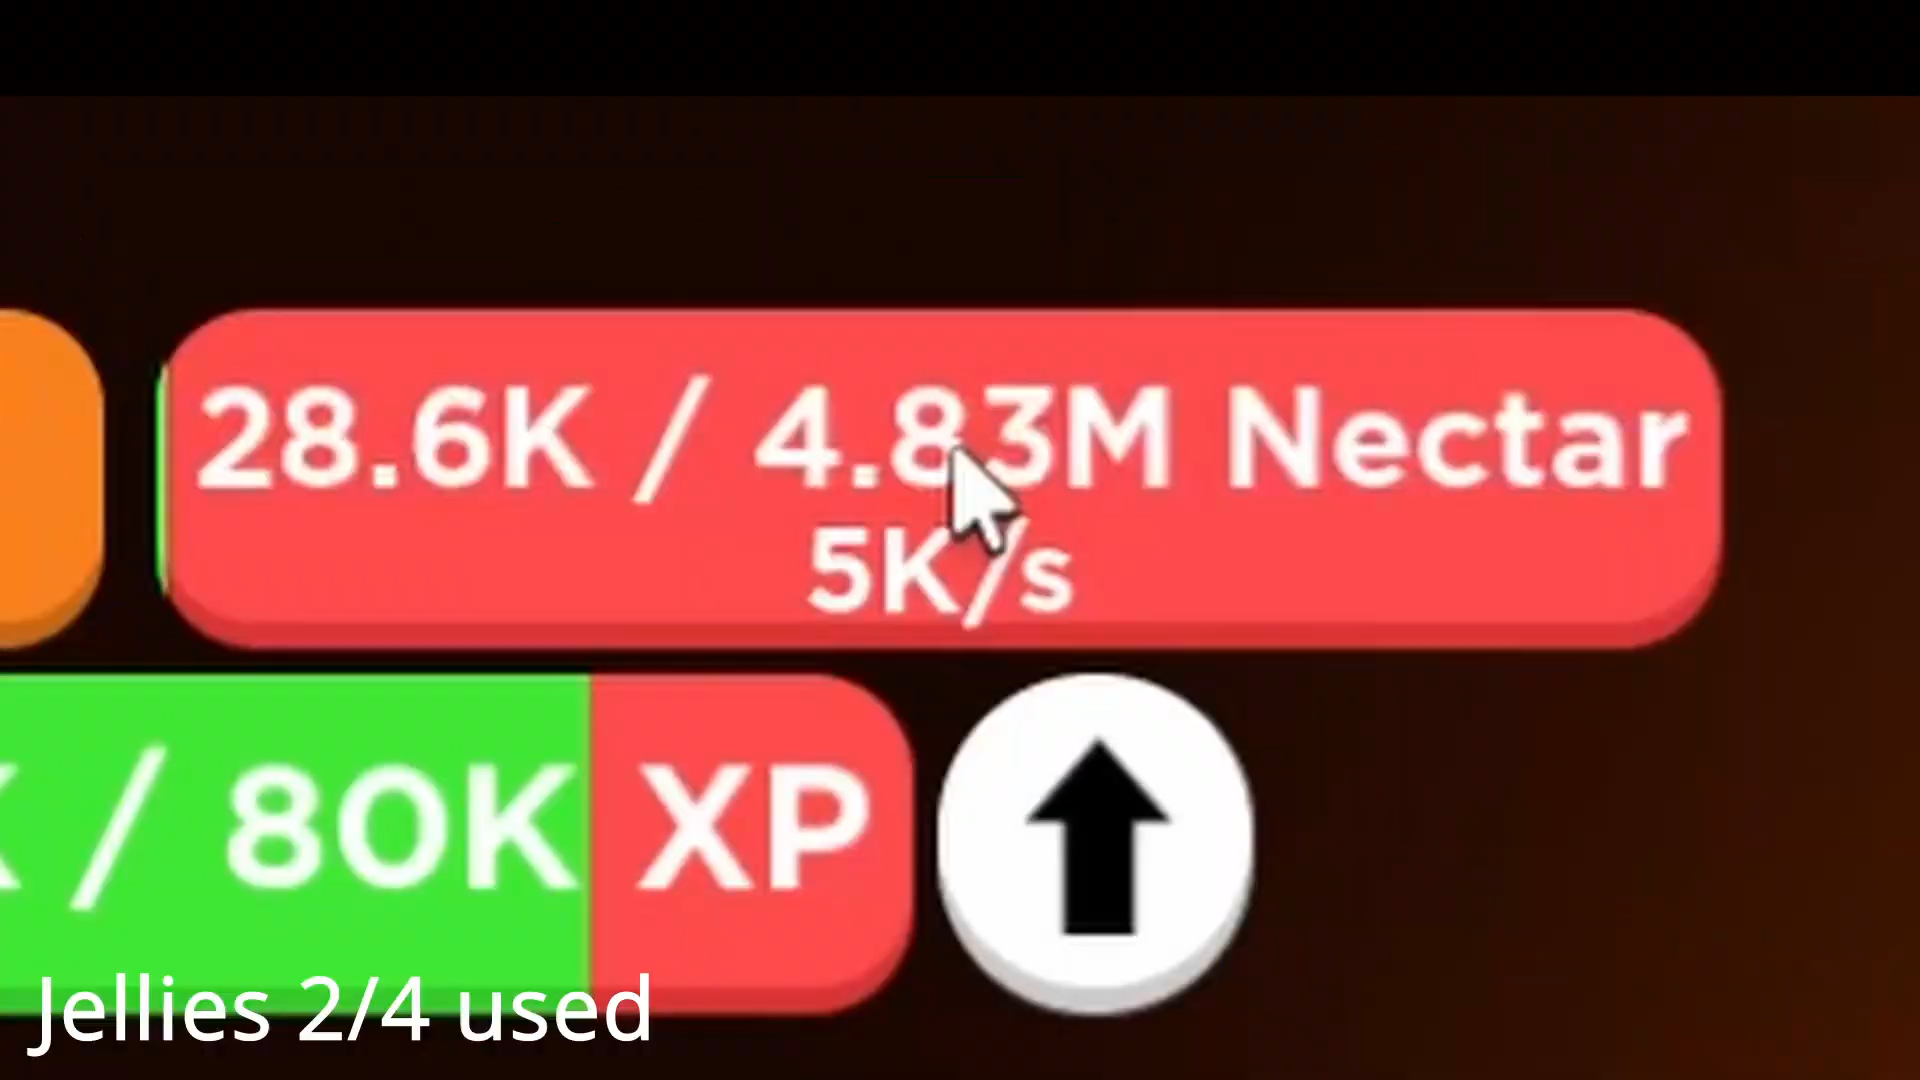 28.6K / 4.83M Nectar
5K/s
K / 80K XP
Jellies 2/4 used